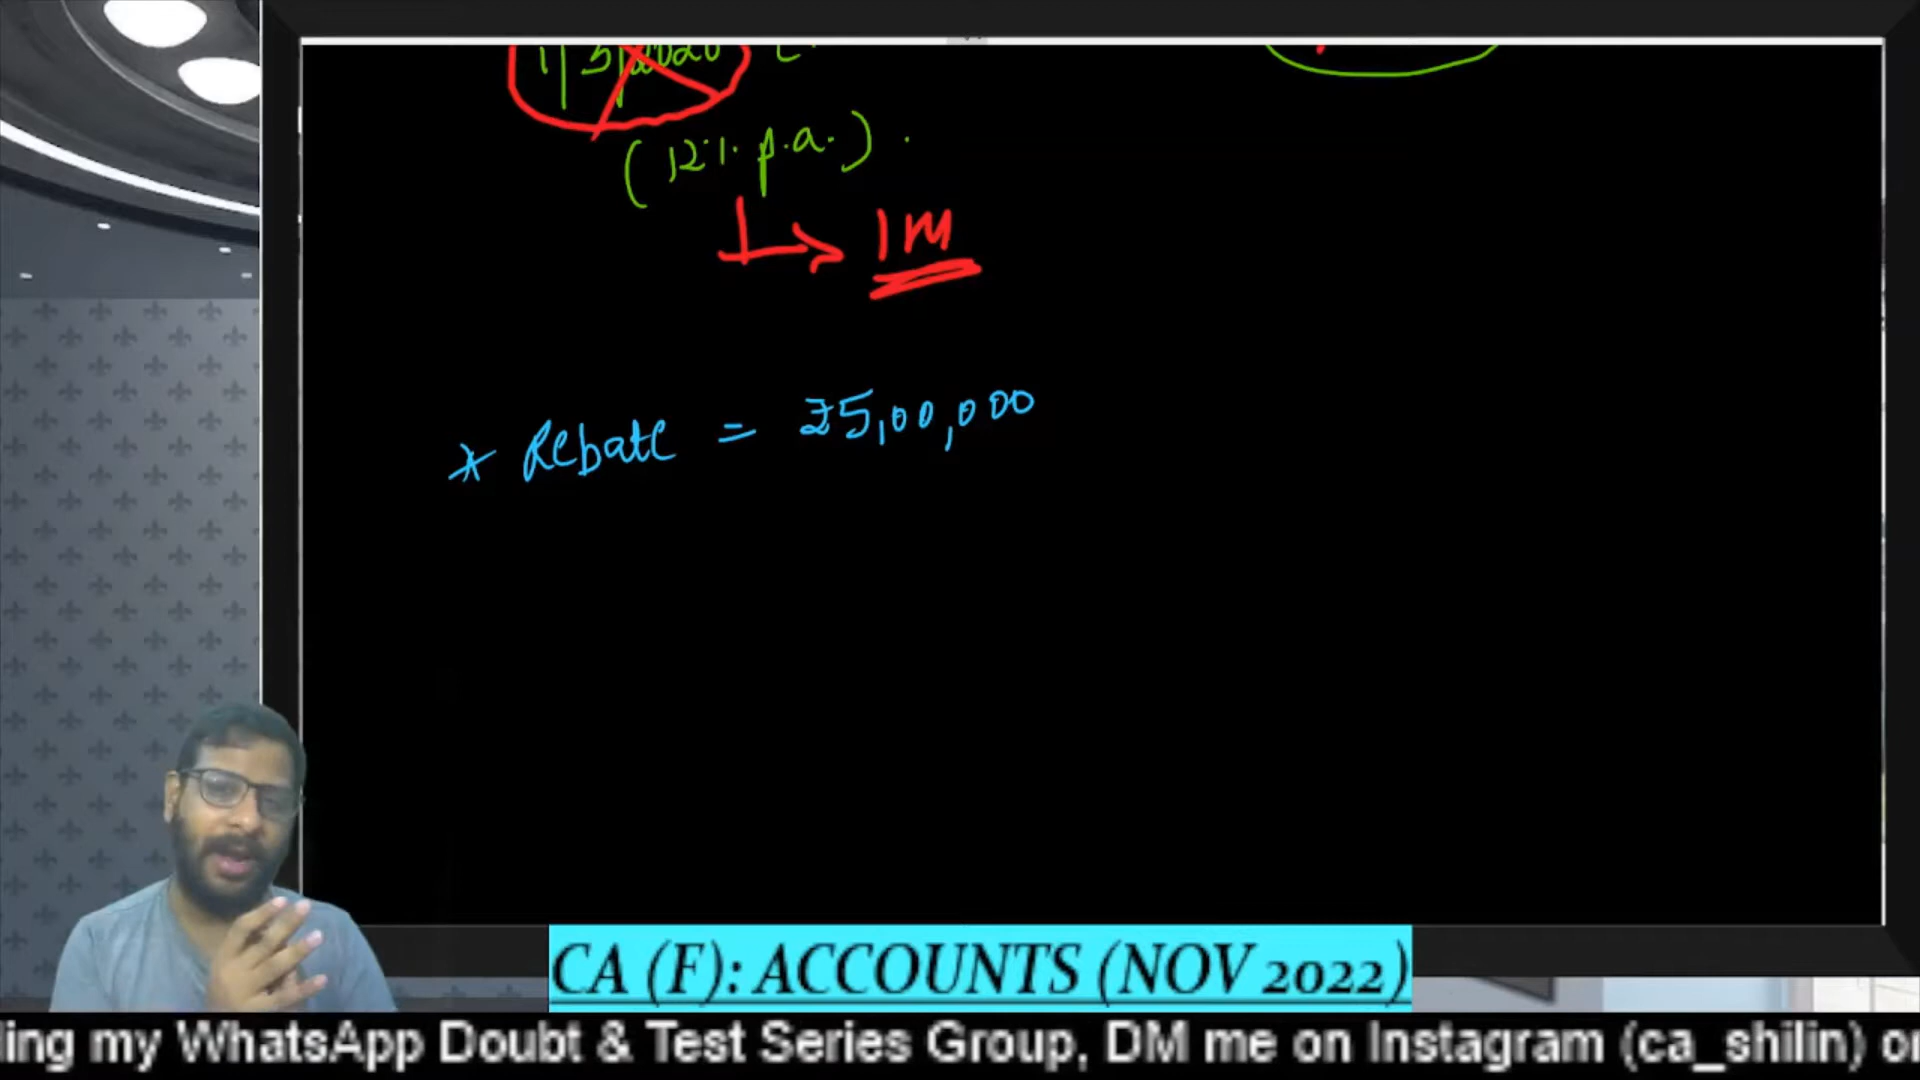 (12% p.a.).
1M
* Rebate = ₹5,00,000
CA (F): ACCOUNTS (NOV 2022)
ling my WhatsApp Doubt & Test Series Group, DM me on Instagram (ca_shilin) or